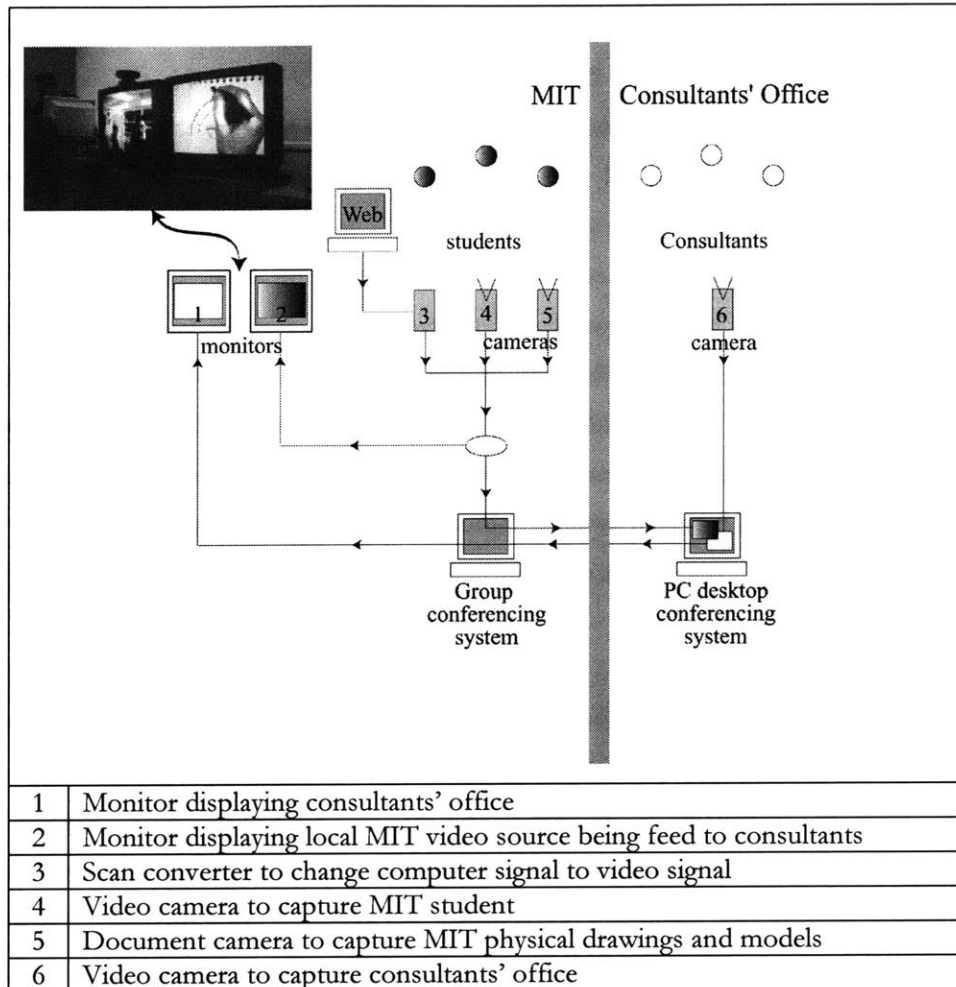 MIT Consultants' Office
Web
students
Consultants
1
2
3
4
5
6
monitors
cameras
camera
Group
conferencing
system
PC desktop
conferencing
system
1 Monitor displaying consultants' office
2 Monitor displaying local MIT video source being feed to consultants
3 Scan converter to change computer signal to video signal
4 Video camera to capture MIT student
5 Document camera to capture MIT physical drawings and models
6 Video camera to capture consultants' office